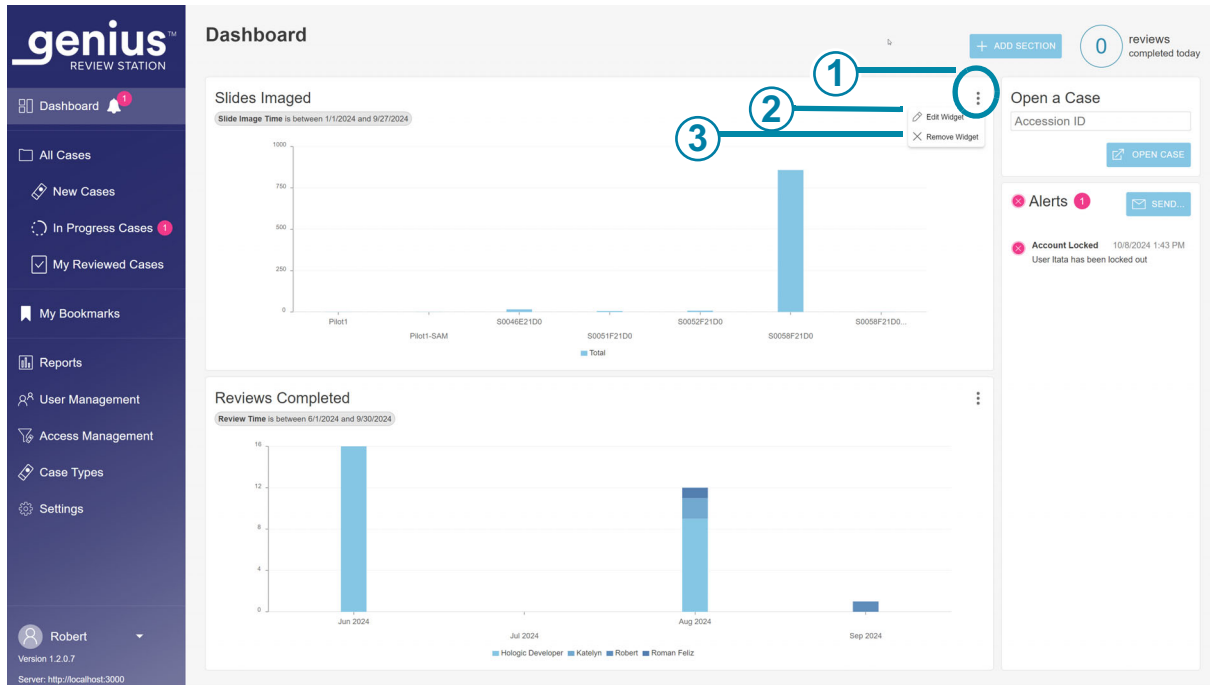 genius™
REVIEW STATION
Dashboard 1
All Cases
New Cases
In Progress Cases 1
My Reviewed Cases
My Bookmarks
Reports
User Management
Access Management
Case Types
Settings
Robert
Version 1.2.0.7
Server: http://localhost:3000
Dashboard
+ ADD SECTION
0 reviews
completed today
1
2
3
Slides Imaged
Slide Image Time is between 1/1/2024 and 9/27/2024
Edit Widget
Remove Widget
1000
750
500
250
0
Pilot1
Pilot1-SAM
S0046E21D0
S0051F21D0
S0052F21D0
S0058F21D0
S0058F21D0...
Total
Reviews Completed
Review Time is between 6/1/2024 and 9/30/2024
16
12
8
4
0
Jun 2024
Jul 2024
Aug 2024
Sep 2024
Hologic Developer Katelyn Robert Roman Feliz
Open a Case
Accession ID
OPEN CASE
Alerts 1
SEND...
Account Locked 10/8/2024 1:43 PM
User ltata has been locked out